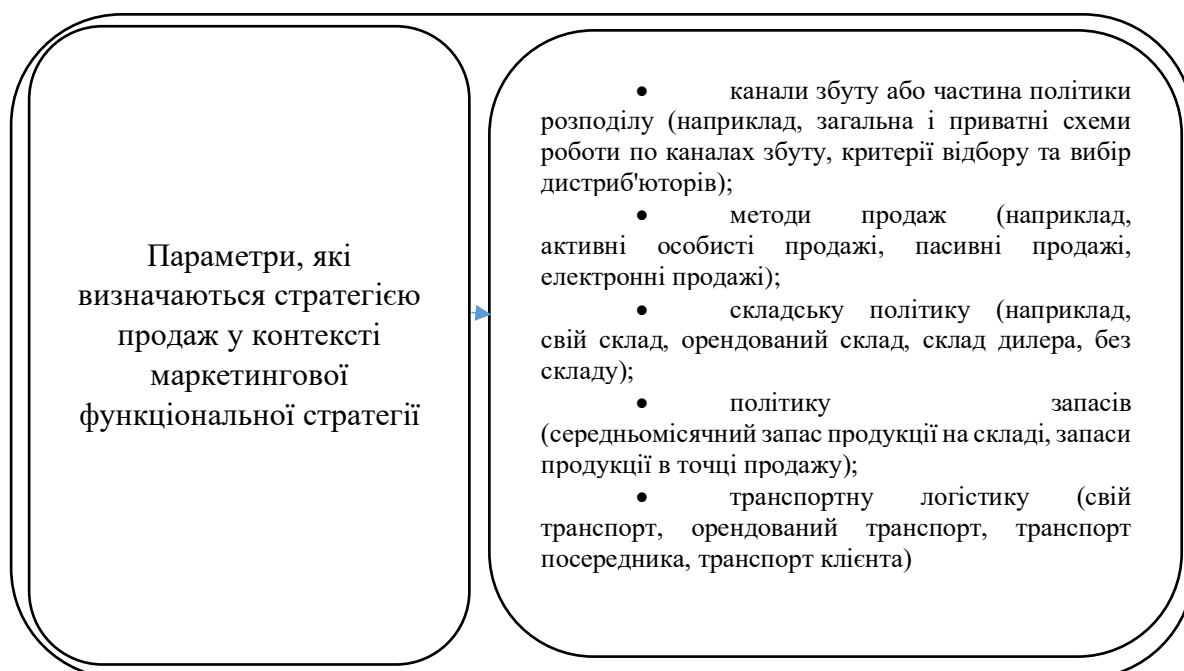 Параметри, які
визначаються стратегією
продаж у контексті
маркетингової
функціональної стратегії
• канали збуту або частина політики
розподілу (наприклад, загальна і приватні схеми
роботи по каналах збуту, критерії відбору та вибір
дистриб'юторів);
• методи продаж (наприклад,
активні особисті продажі, пасивні продажі,
електронні продажі);
• складську політику (наприклад,
свій склад, орендований склад, склад дилера, без
складу);
• політику запасів
(середньомісячний запас продукції на складі, запаси
продукції в точці продажу);
• транспортну логістику (свій
транспорт, орендований транспорт, транспорт
посередника, транспорт клієнта)